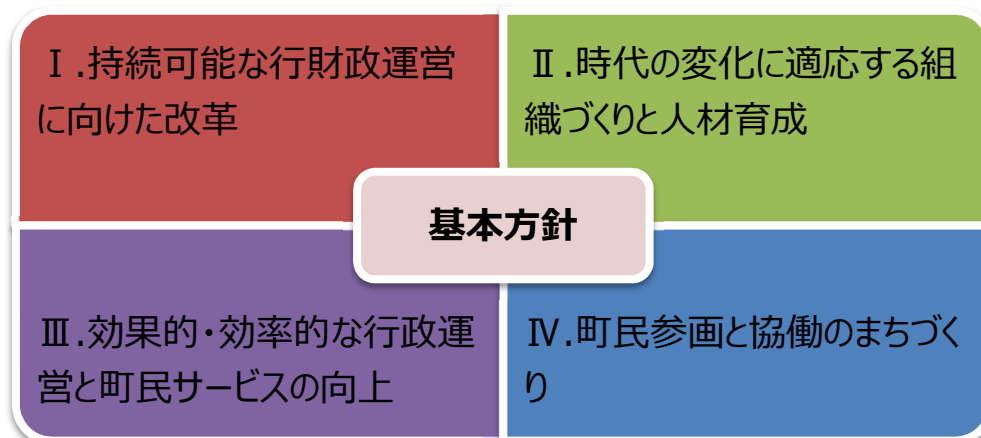 Ⅰ.持続可能な行財政運営
に向けた改革
Ⅱ.時代の変化に適応する組
織づくりと人材育成
基本方針
Ⅲ.効果的・効率的な行政運
営と町民サービスの向上
Ⅳ.町民参画と協働のまちづく
り